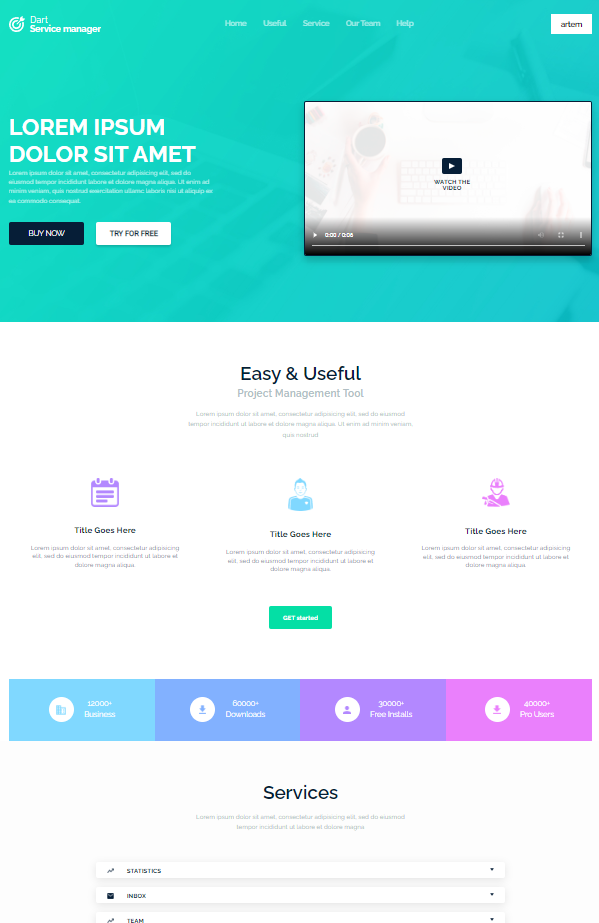 Dart
Service manager
Home Useful Service Our Team Help
artem
LOREM IPSUM
DOLOR SIT AMET
Lorem ipsum dolor sit amet, consectetur adipisicing elit, sed do
eiusmod tempor incididunt labore et dolore magna aliqua. Ut enim ad
minim veniam, quis nostrud exercitation ullamc laboris nisi ut aliquip ex
ea commodo consequat.
BUY NOW
TRY FOR FREE
WATCH THE
VIDEO
0:00 / 0:06
Easy & Useful
Project Management Tool
Lorem ipsum dolor sit amet, consectetur adipisicing elit, sed do eiusmod
tempor incididunt ut labore et dolore magna aliqua. Ut enim ad minim veniam,
quis nostrud
Title Goes Here
Lorem ipsum dolor sit amet, consectetur adipisicing
elit, sed do eiusmod tempor incididunt ut labore et
dolore magna aliqua.
Title Goes Here
Lorem ipsum dolor sit amet, consectetur adipisicing
elit, sed do eiusmod tempor incididunt ut labore et
dolore magna aliqua.
Title Goes Here
Lorem ipsum dolor sit amet, consectetur adipisicing
elit, sed do eiusmod tempor incididunt ut labore et
dolore magna aliqua.
GET started
12000+
Business
60000+
Downloads
30000+
Free Installs
40000+
Pro Users
Services
Lorem ipsum dolor sit amet, consectetur adipisicing elit, sed do eiusmod
tempor incididunt ut labore et dolore magna
STATISTICS
INBOX
TEAM